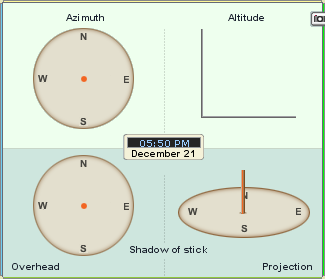 Azimuth
Altitude
N
W
E
S
05:50 PM
December 21
N
W
E
S
N
W
E
S
Shadow of stick
Overhead
Projection